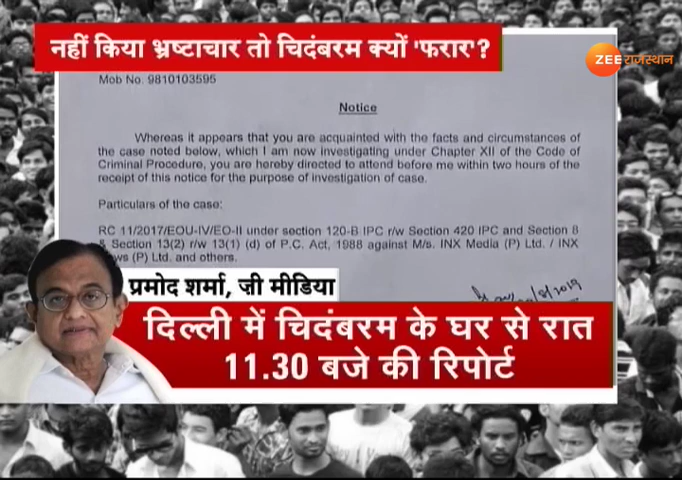 नहीं किया भ्रष्टाचार तो चिदंबरम क्यों 'फरार'?
ZEE राजस्थान
Mob No. 9810103595
Notice
Whereas it appears that you are acquainted with the facts and circumstances of
the case noted below, which I am now investigating under Chapter XII of the Code of
Criminal Procedure, you are hereby directed to attend before me within two hours of the
receipt of this notice for the purpose of investigation of case.
Particulars of the case:
RC 11/2017/EOU-IV/EO-II under section 120-B IPC r/w Section 420 IPC and Section 8
& Section 13(2) r/w 13(1) (d) of P.C. Act, 1988 against M/s. INX Media (P) Ltd. / INX
(P) Ltd. and others.
प्रमोद शर्मा, ज़ी मीडिया
दिल्ली में चिदंबरम के घर से रात
11.30 बजे की रिपोर्ट